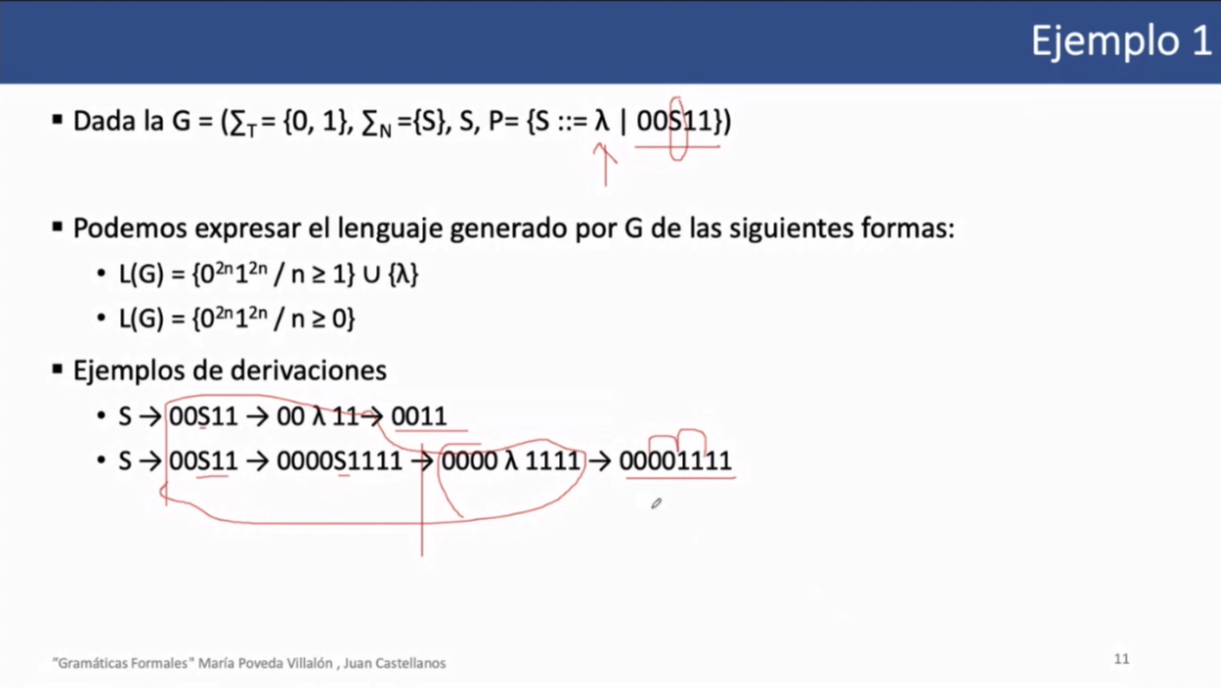 Ejemplo 1
▪ Dada la G = (∑T = {0, 1}, ∑N ={S}, S, P= {S ::= λ | 00S11})
▪ Podemos expresar el lenguaje generado por G de las siguientes formas:
• L(G) = {0²ⁿ1²ⁿ / n ≥ 1} ∪ {λ}
• L(G) = {0²ⁿ1²ⁿ / n ≥ 0}
▪ Ejemplos de derivaciones
• S → 00S11 → 00 λ 11→ 0011
• S → 00S11 → 0000S1111 → 0000 λ 1111 → 00001111
"Gramáticas Formales" María Poveda Villalón , Juan Castellanos
11